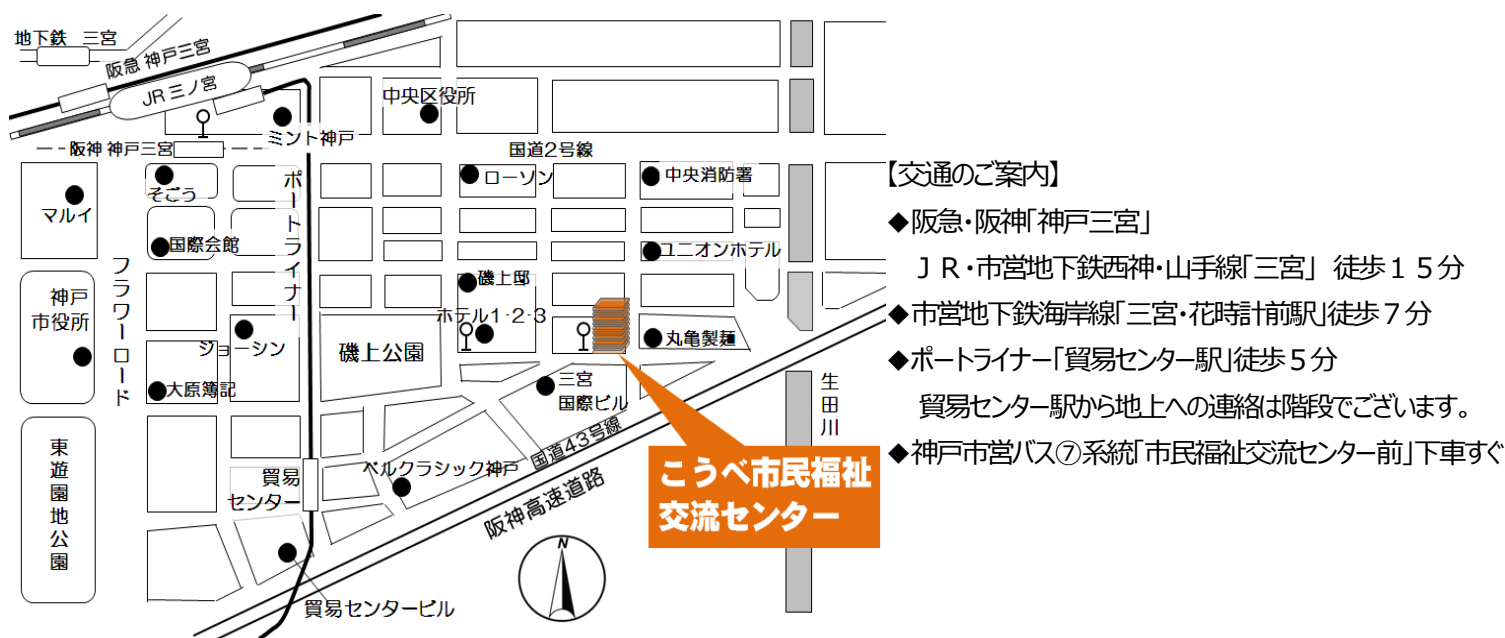 地下鉄 三宮
阪急 神戸三宮
JR 三ノ宮
中央区役所
ミント神戸
阪神 神戸三宮
国道2号線
ポートライナー
ローソン
中央消防署
マルイ
そごう
国際会館
ユニオンホテル
フラワーロード
磯上邸
神戸
市役所
ホテル1・2・3
ジョーシン
磯上公園
丸亀製麺
大原簿記
三宮
国際ビル
生田川
国道43号線
東遊園地公園
貿易
センター
ベルクラシック神戸
阪神高速道路
こうべ市民福祉
交流センター
N
貿易センタービル
【交通のご案内】
◆阪急・阪神「神戸三宮」
ＪＲ・市営地下鉄西神・山手線「三宮」 徒歩１５分
◆市営地下鉄海岸線「三宮・花時計前駅」徒歩７分
◆ポートライナー「貿易センター駅」徒歩５分
貿易センター駅から地上への連絡は階段でございます。
◆神戸市営バス⑦系統「市民福祉交流センター前」下車すぐ